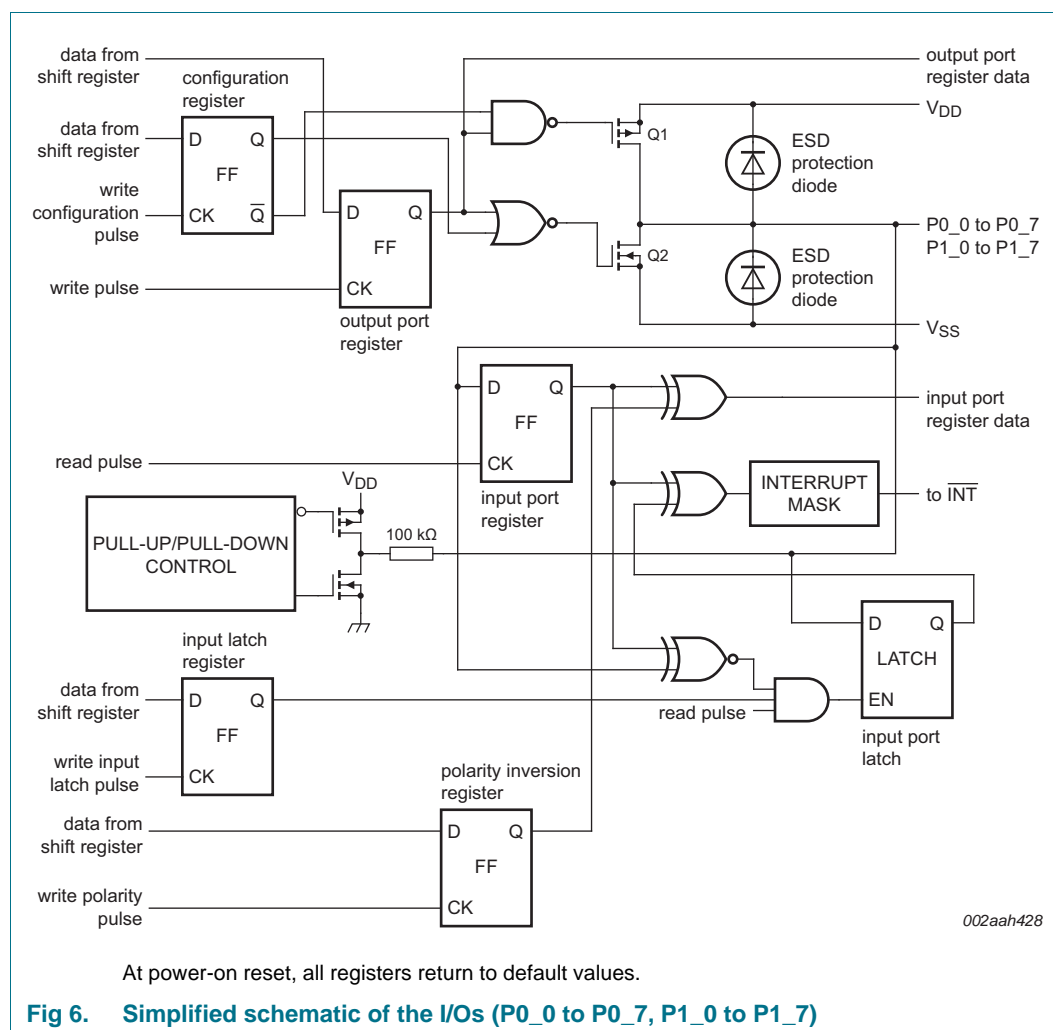 data from
shift register
configuration
register
output port
register data
VDD
data from
shift register
D
Q
FF
CK
Q̅
write
configuration
pulse
Q1
ESD
protection
diode
D
Q
FF
CK
P0_0 to P0_7
P1_0 to P1_7
Q2
ESD
protection
diode
write pulse
output port
register
VSS
D
Q
FF
CK
input port
register data
read pulse
input port
register
INTERRUPT
MASK
to I̅N̅T̅
VDD
100 kΩ
PULL-UP/PULL-DOWN
CONTROL
D
Q
LATCH
EN
input port
latch
input latch
register
data from
shift register
D
Q
FF
CK
read pulse
write input
latch pulse
polarity inversion
register
data from
shift register
D
Q
FF
CK
write polarity
pulse
002aah428
At power-on reset, all registers return to default values.
Fig 6. Simplified schematic of the I/Os (P0_0 to P0_7, P1_0 to P1_7)